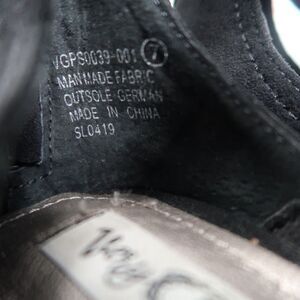 VGPS0039-001 7
MAN MADE FABRIC
OUTSOLE GERMAN
MADE IN CHINA
SL0419